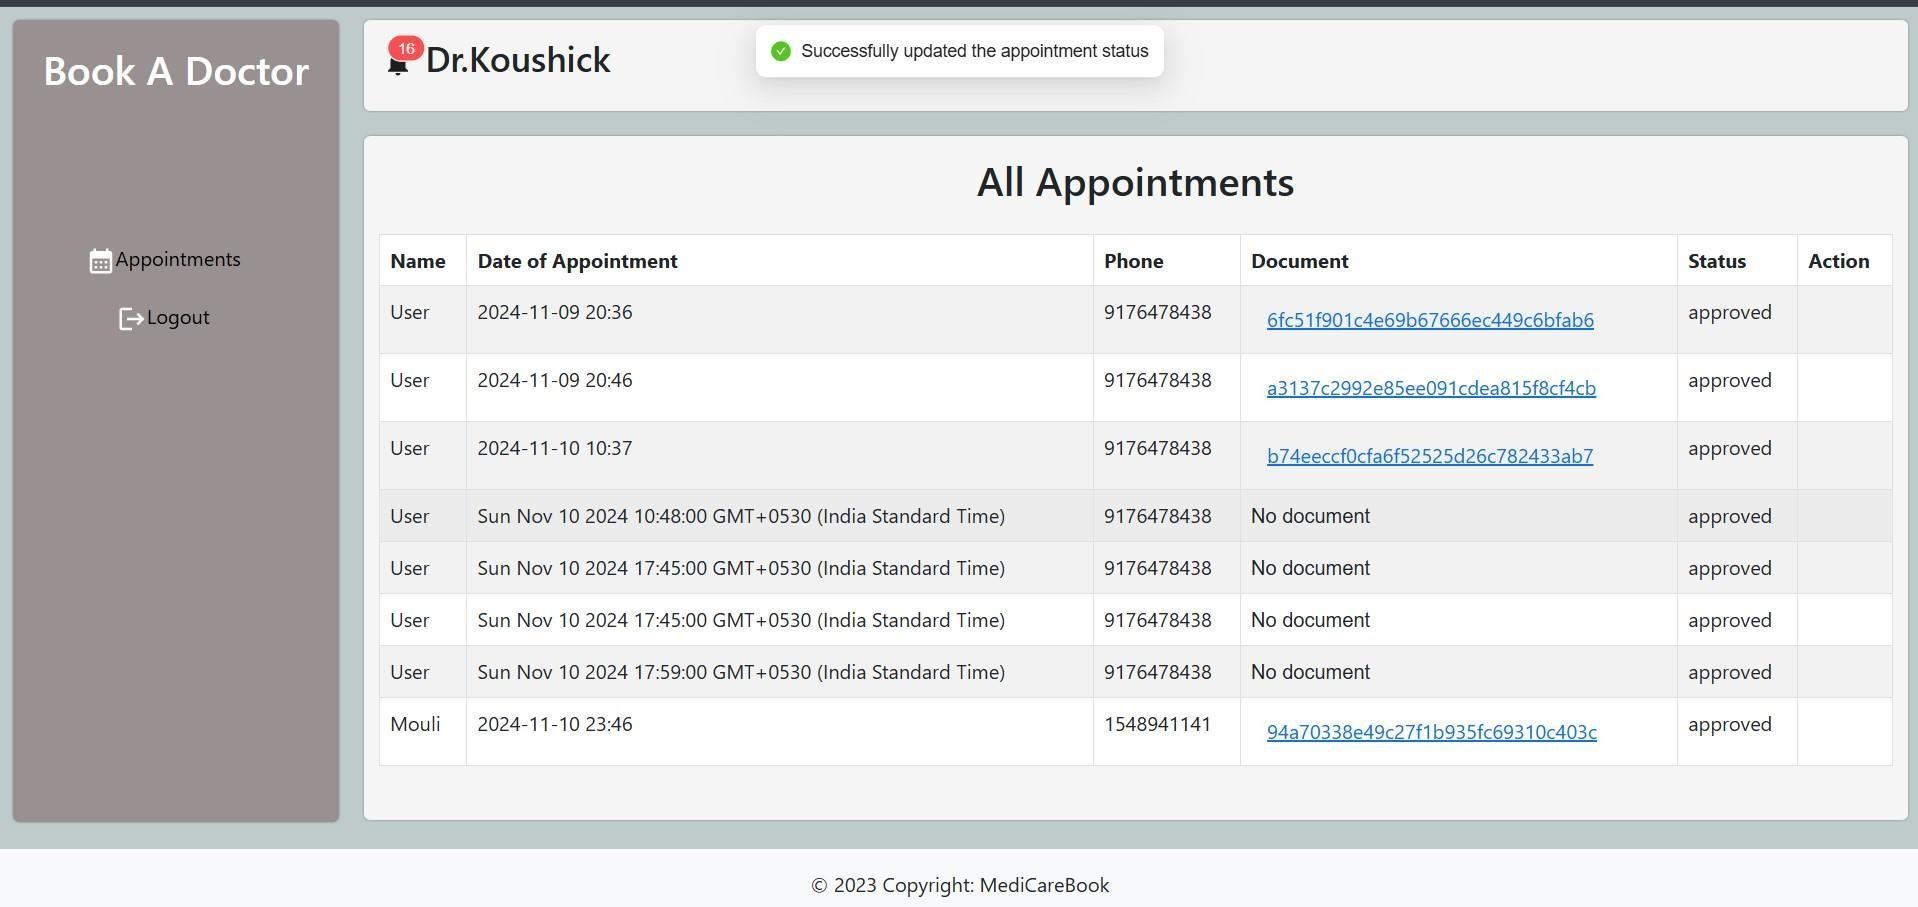 Book A Doctor
Appointments
Logout
16
Dr.Koushick
Successfully updated the appointment status
All Appointments
Name Date of Appointment Phone Document Status Action
User 2024-11-09 20:36 9176478438 6fc51f901c4e69b67666ec449c6bfab6 approved
User 2024-11-09 20:46 9176478438 a3137c2992e85ee091cdea815f8cf4cb approved
User 2024-11-10 10:37 9176478438 b74eeccf0cfa6f52525d26c782433ab7 approved
User Sun Nov 10 2024 10:48:00 GMT+0530 (India Standard Time) 9176478438 No document approved
User Sun Nov 10 2024 17:45:00 GMT+0530 (India Standard Time) 9176478438 No document approved
User Sun Nov 10 2024 17:45:00 GMT+0530 (India Standard Time) 9176478438 No document approved
User Sun Nov 10 2024 17:59:00 GMT+0530 (India Standard Time) 9176478438 No document approved
Mouli 2024-11-10 23:46 1548941141 94a70338e49c27f1b935fc69310c403c approved
© 2023 Copyright: MediCareBook